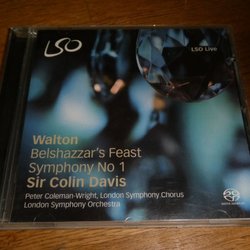 LSO
LSO Live
Walton
Belshazzar's Feast
Symphony No 1
Sir Colin Davis
Peter Coleman-Wright, London Symphony Chorus
London Symphony Orchestra